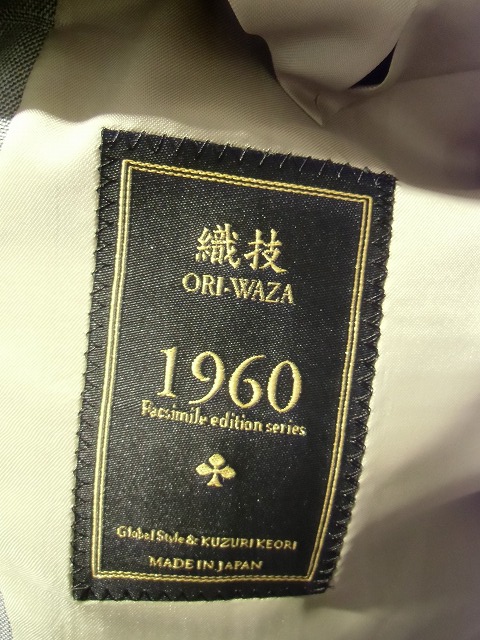 織技
ORI-WAZA
1960
Facsimile edition series
Global Style & KUZURI KEORI
MADE IN JAPAN